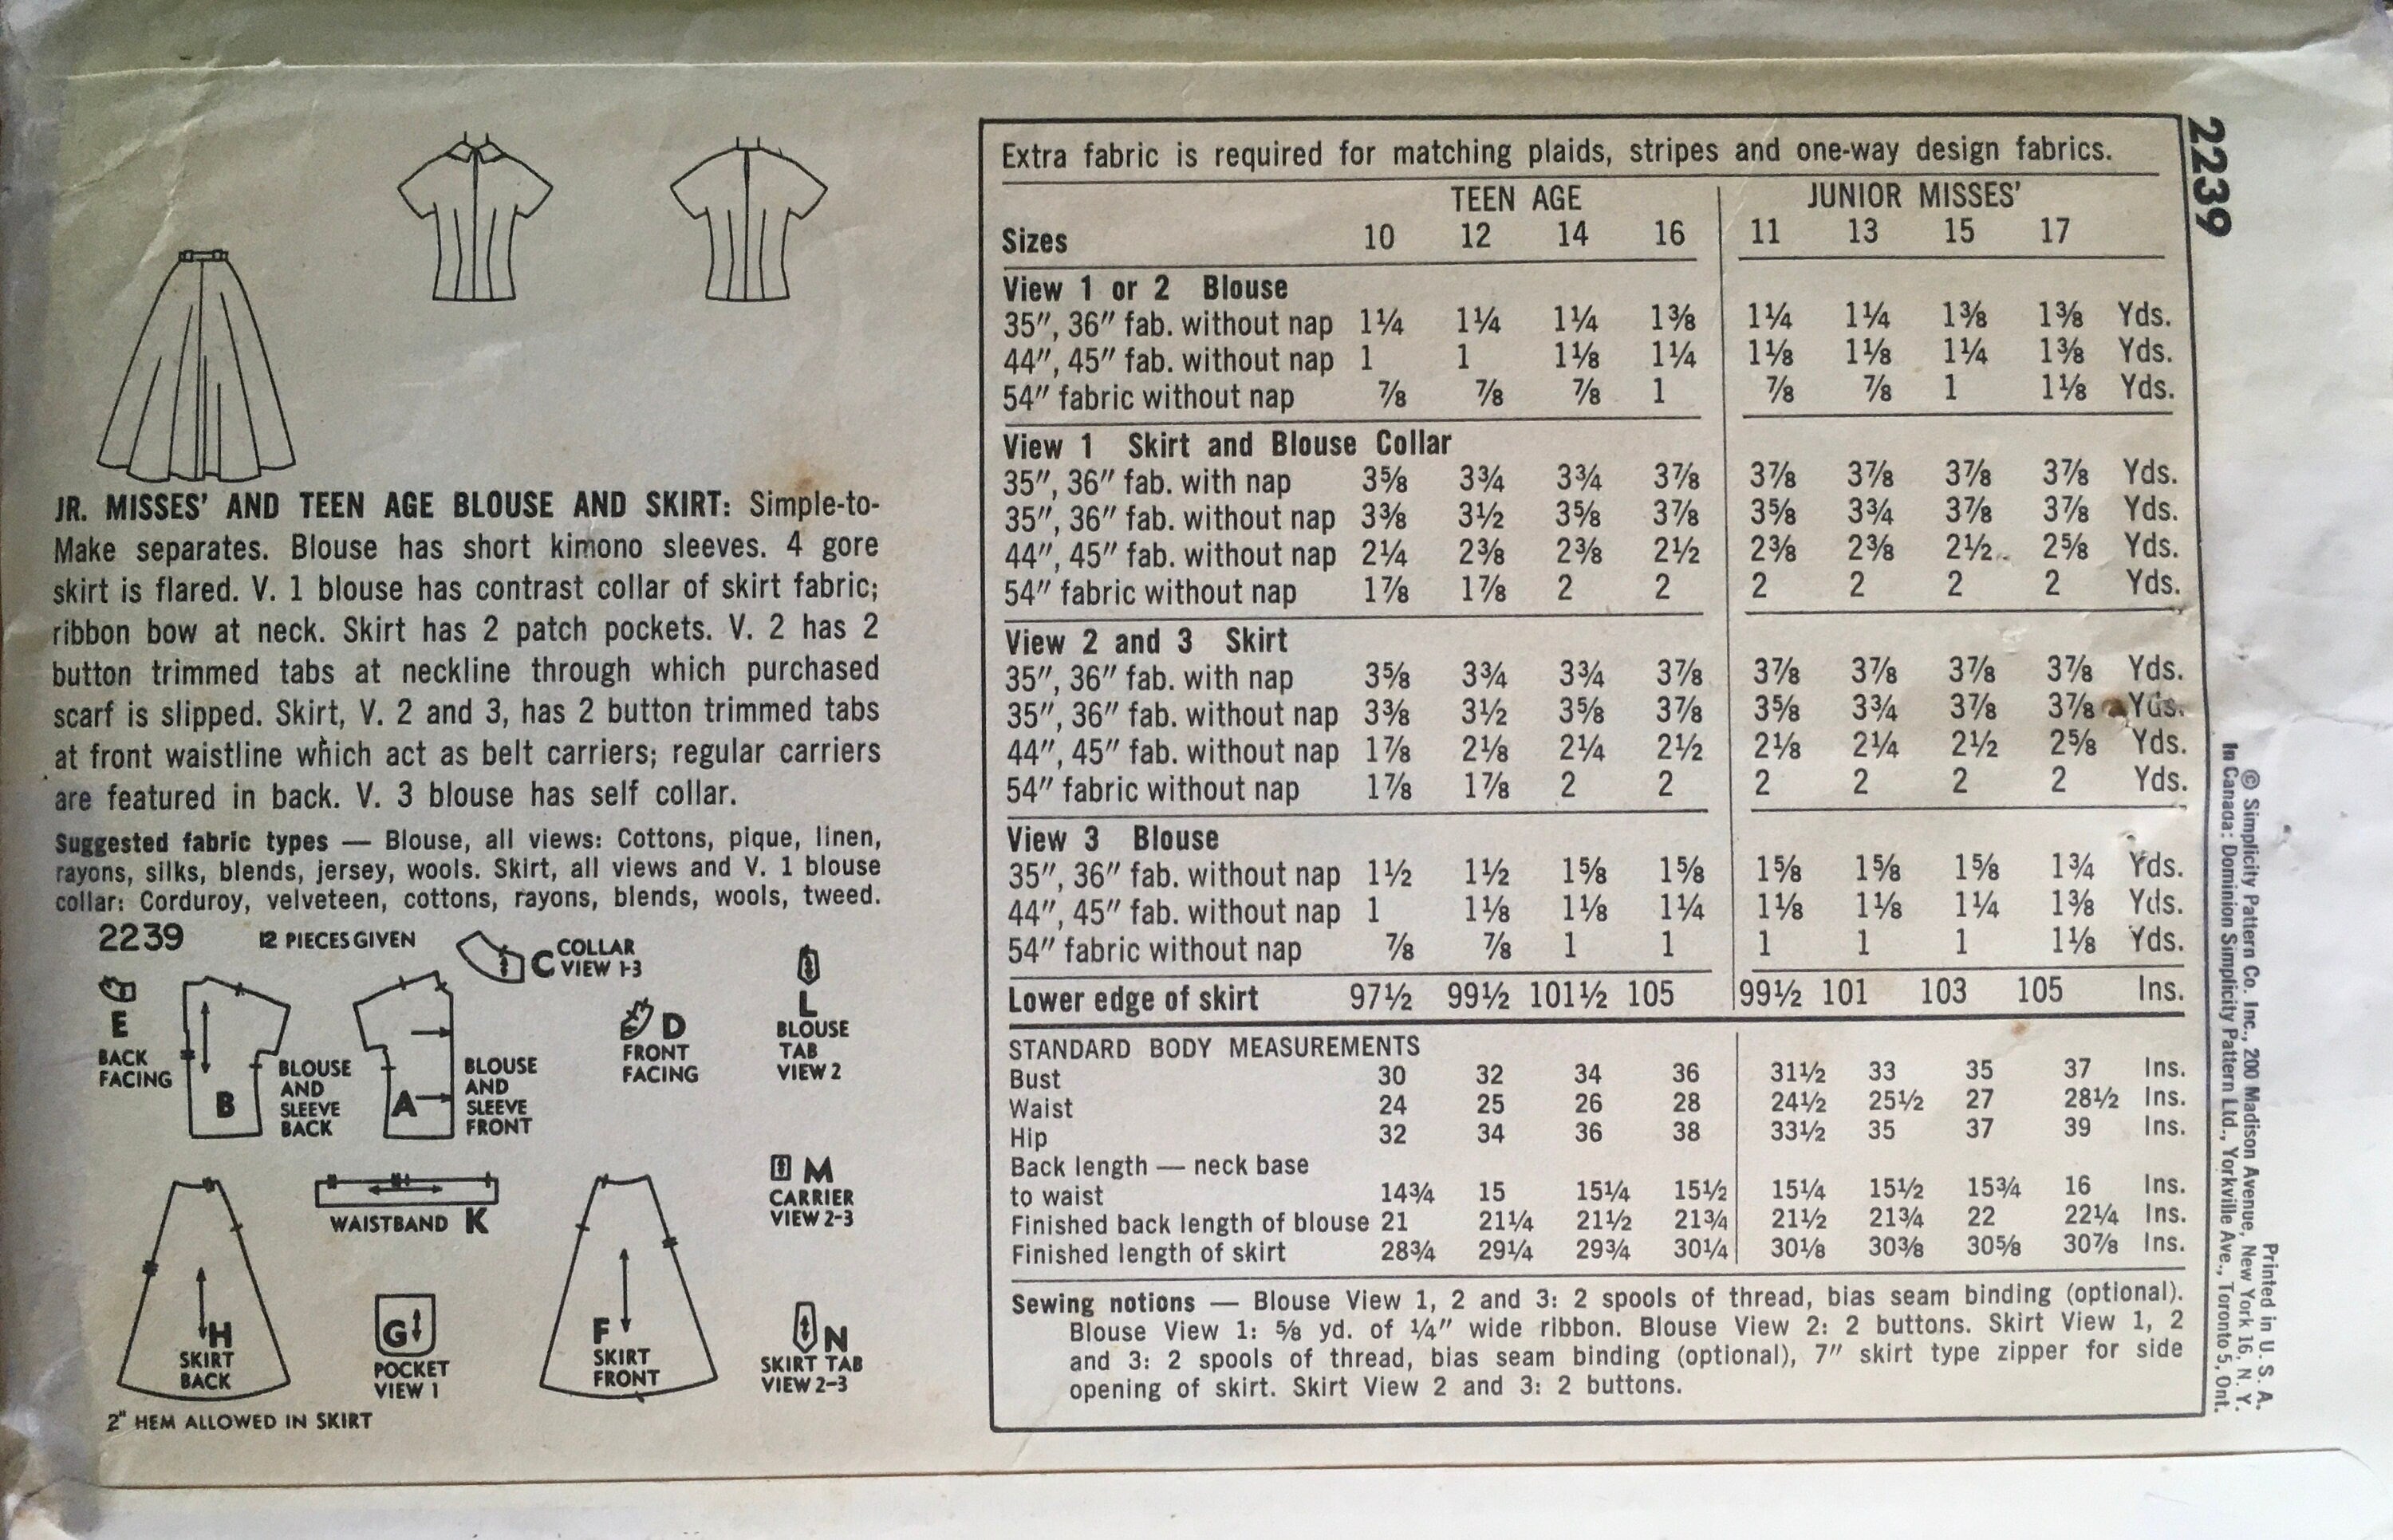 JR. MISSES' AND TEEN AGE BLOUSE AND SKIRT: Simple-to-
Make separates. Blouse has short kimono sleeves. 4 gore
skirt is flared. V. 1 blouse has contrast collar of skirt fabric;
ribbon bow at neck. Skirt has 2 patch pockets. V. 2 has 2
button trimmed tabs at neckline through which purchased
scarf is slipped. Skirt, V. 2 and 3, has 2 button trimmed tabs
at front waistline which act as belt carriers; regular carriers
are featured in back. V. 3 blouse has self collar.
Suggested fabric types — Blouse, all views: Cottons, pique, linen,
rayons, silks, blends, jersey, wools. Skirt, all views and V. 1 blouse
collar: Corduroy, velveteen, cottons, rayons, blends, wools, tweed.
2239 12 PIECES GIVEN
C COLLAR
VIEW 1-3
E
BACK
FACING
B
BLOUSE
AND
SLEEVE
BACK
A
BLOUSE
AND
SLEEVE
FRONT
D
FRONT
FACING
L
BLOUSE
TAB
VIEW 2
WAISTBAND K
M
CARRIER
VIEW 2-3
H
SKIRT
BACK
G
POCKET
VIEW 1
F
SKIRT
FRONT
N
SKIRT TAB
VIEW 2-3
2" HEM ALLOWED IN SKIRT
Extra fabric is required for matching plaids, stripes and one-way design fabrics.
TEEN AGE JUNIOR MISSES'
Sizes 10 12 14 16 11 13 15 17
View 1 or 2 Blouse
35", 36" fab. without nap 1¼ 1¼ 1¼ 1⅜ 1¼ 1¼ 1⅜ 1⅜ Yds.
44", 45" fab. without nap 1 1 1⅛ 1¼ 1⅛ 1⅛ 1¼ 1⅜ Yds.
54" fabric without nap ⅞ ⅞ ⅞ 1 ⅞ ⅞ 1 1⅛ Yds.
View 1 Skirt and Blouse Collar
35", 36" fab. with nap 3⅝ 3¾ 3¾ 3⅞ 3⅞ 3⅞ 3⅞ 3⅞ Yds.
35", 36" fab. without nap 3⅜ 3½ 3⅝ 3⅞ 3⅝ 3¾ 3⅞ 3⅞ Yds.
44", 45" fab. without nap 2¼ 2⅜ 2⅜ 2½ 2⅜ 2⅜ 2½ 2⅝ Yds.
54" fabric without nap 1⅞ 1⅞ 2 2 2 2 2 2 Yds.
View 2 and 3 Skirt
35", 36" fab. with nap 3⅝ 3¾ 3¾ 3⅞ 3⅞ 3⅞ 3⅞ 3⅞ Yds.
35", 36" fab. without nap 3⅜ 3½ 3⅝ 3⅞ 3⅝ 3¾ 3⅞ 3⅞ Yds.
44", 45" fab. without nap 1⅞ 2⅛ 2¼ 2½ 2⅛ 2¼ 2½ 2⅝ Yds.
54" fabric without nap 1⅞ 1⅞ 2 2 2 2 2 2 Yds.
View 3 Blouse
35", 36" fab. without nap 1½ 1½ 1⅝ 1⅝ 1⅝ 1⅝ 1⅝ 1¾ Yds.
44", 45" fab. without nap 1 1⅛ 1⅛ 1¼ 1⅛ 1⅛ 1¼ 1⅜ Yds.
54" fabric without nap ⅞ ⅞ 1 1 1 1 1 1⅛ Yds.
Lower edge of skirt 97½ 99½ 101½ 105 99½ 101 103 105 Ins.
STANDARD BODY MEASUREMENTS
Bust 30 32 34 36 31½ 33 35 37 Ins.
Waist 24 25 26 28 24½ 25½ 27 28½ Ins.
Hip 32 34 36 38 33½ 35 37 39 Ins.
Back length — neck base
to waist 14¾ 15 15¼ 15½ 15¼ 15½ 15¾ 16 Ins.
Finished back length of blouse 21 21¼ 21½ 21¾ 21½ 21¾ 22 22¼ Ins.
Finished length of skirt 28¾ 29¼ 29¾ 30¼ 30⅛ 30⅜ 30⅝ 30⅞ Ins.
Sewing notions — Blouse View 1, 2 and 3: 2 spools of thread, bias seam binding (optional).
Blouse View 1: ⅝ yd. of ¼" wide ribbon. Blouse View 2: 2 buttons. Skirt View 1, 2
and 3: 2 spools of thread, bias seam binding (optional), 7" skirt type zipper for side
opening of skirt. Skirt View 2 and 3: 2 buttons.
2239
Printed in U. S. A.
© Simplicity Pattern Co. Inc., 200 Madison Avenue, New York 16, N. Y.
In Canada: Dominion Simplicity Pattern Ltd., Yorkville Ave., Toronto 5, Ont.